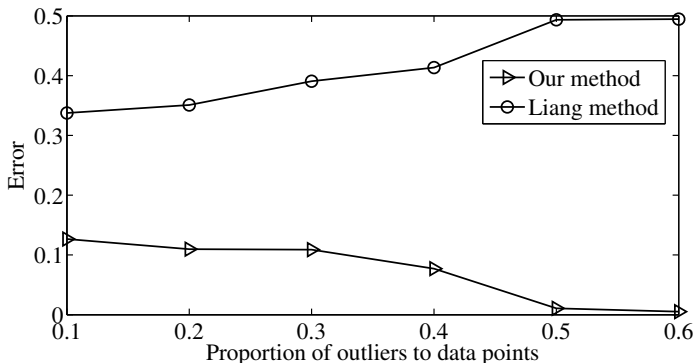 0.5
0.4
0.3
0.2
0.1
0
Error
Our method
Liang method
0.1 0.2 0.3 0.4 0.5 0.6
Proportion of outliers to data points